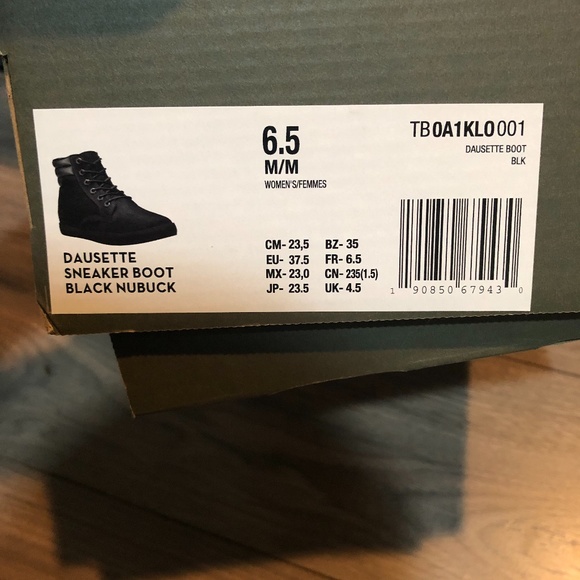 6.5
M/M
WOMEN'S/FEMMES
TB0A1KLO001
DAUSETTE BOOT
BLK
DAUSETTE
SNEAKER BOOT
BLACK NUBUCK
CM- 23,5 BZ- 35
EU- 37.5 FR- 6.5
MX- 23,0 CN- 235(1.5)
JP- 23.5 UK- 4.5
1 90850 67943 0